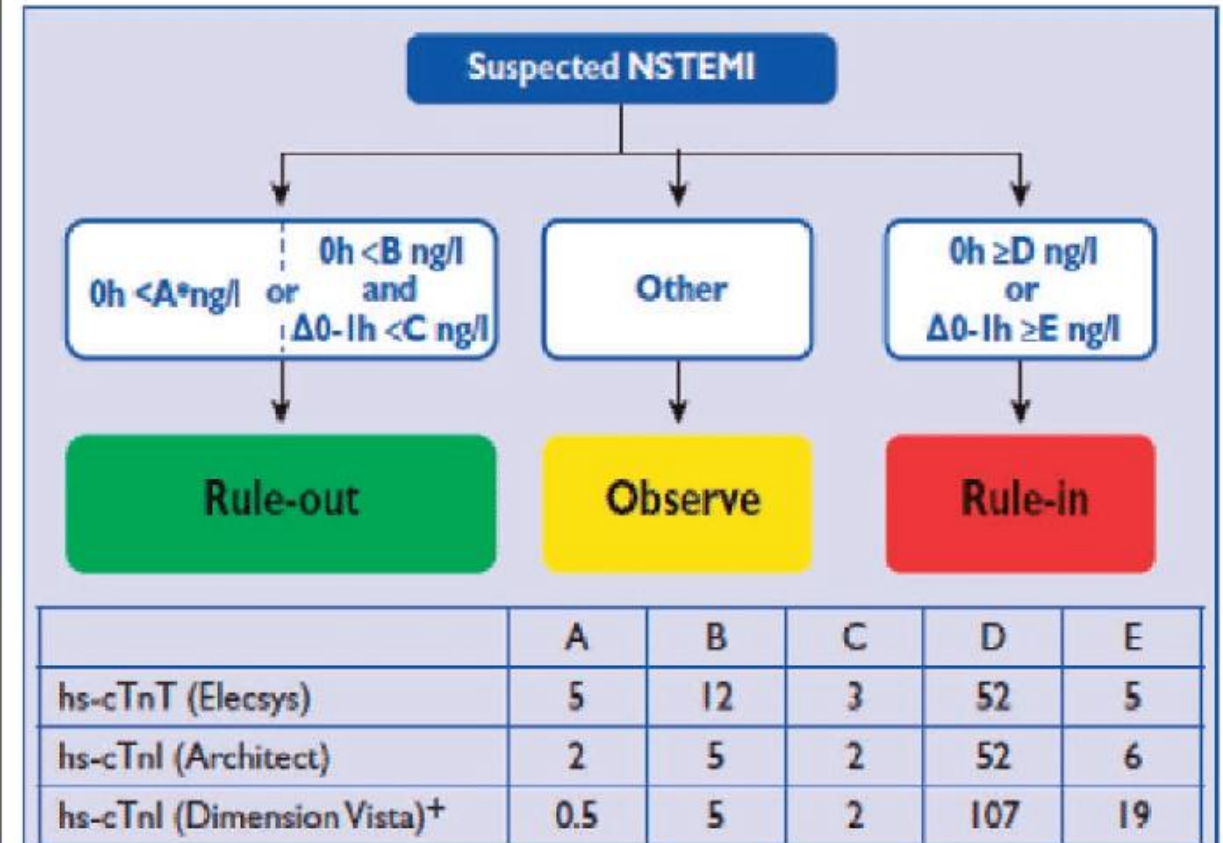 Suspected NSTEMI
0h <A*ng/l or
0h <B ng/l
and
Δ0-1h <C ng/l
Other
0h ≥D ng/l
or
Δ0-1h ≥E ng/l
Rule-out
Observe
Rule-in
A B C D E
hs-cTnT (Elecsys) 5 12 3 52 5
hs-cTnI (Architect) 2 5 2 52 6
hs-cTnI (Dimension Vista)+ 0.5 5 2 107 19